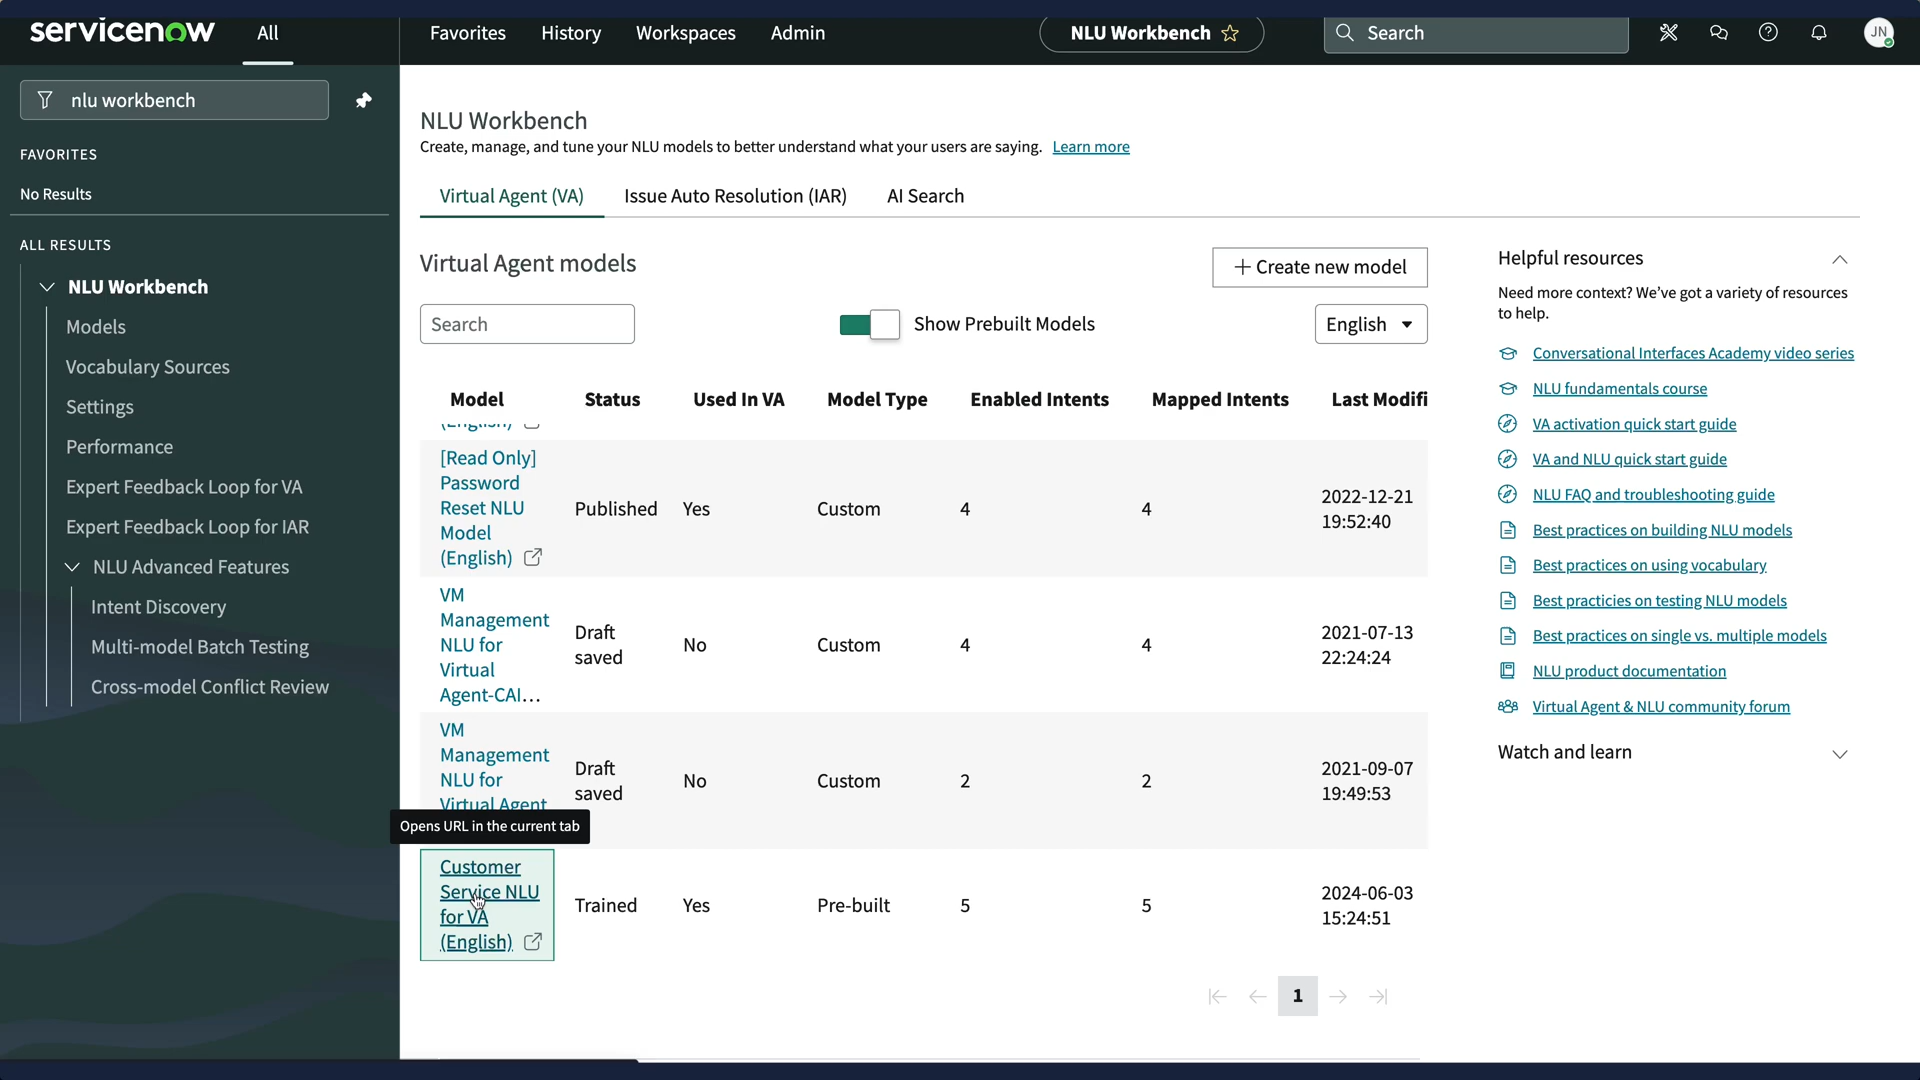 servicenow
All
Favorites
History
Workspaces
Admin
NLU Workbench
Search
JN
nlu workbench
FAVORITES
No Results
ALL RESULTS
NLU Workbench
Models
Vocabulary Sources
Settings
Performance
Expert Feedback Loop for VA
Expert Feedback Loop for IAR
NLU Advanced Features
Intent Discovery
Multi-model Batch Testing
Cross-model Conflict Review
NLU Workbench
Create, manage, and tune your NLU models to better understand what your users are saying. Learn more
Virtual Agent (VA)
Issue Auto Resolution (IAR)
AI Search
Virtual Agent models
+ Create new model
Search
Show Prebuilt Models
English
Model
Status
Used In VA
Model Type
Enabled Intents
Mapped Intents
Last Modifi
(English)
[Read Only]
Password
Reset NLU
Model
(English)
Published
Yes
Custom
4
4
2022-12-21
19:52:40
VM
Management
NLU for
Virtual
Agent-CAI...
Draft
saved
No
Custom
4
4
2021-07-13
22:24:24
VM
Management
NLU for
Virtual Agent
Draft
saved
No
Custom
2
2
2021-09-07
19:49:53
Opens URL in the current tab
Customer
Service NLU
for VA
(English)
Trained
Yes
Pre-built
5
5
2024-06-03
15:24:51
1
Helpful resources
Need more context? We've got a variety of resources
to help.
Conversational Interfaces Academy video series
NLU fundamentals course
VA activation quick start guide
VA and NLU quick start guide
NLU FAQ and troubleshooting guide
Best practices on building NLU models
Best practices on using vocabulary
Best practicies on testing NLU models
Best practices on single vs. multiple models
NLU product documentation
Virtual Agent & NLU community forum
Watch and learn